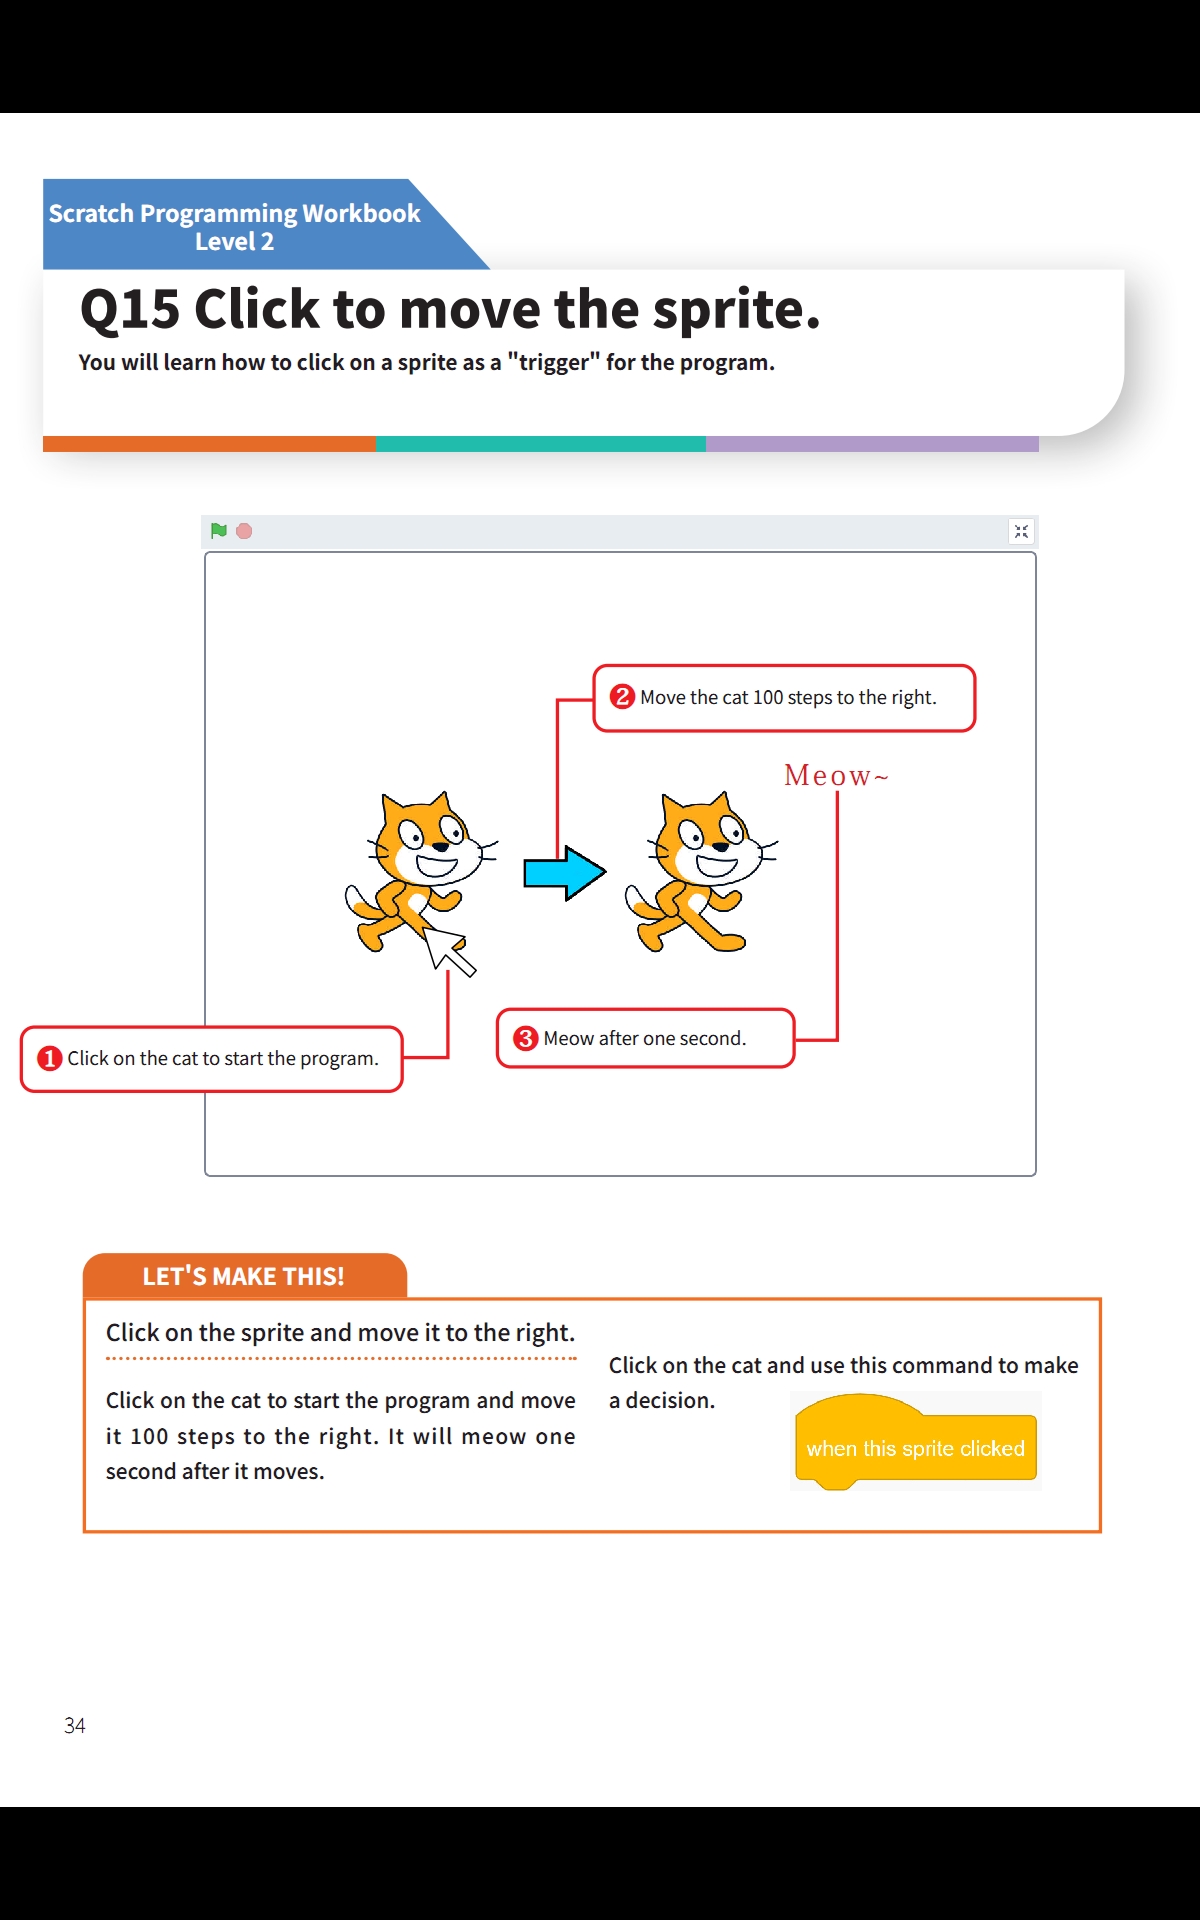 Scratch Programming Workbook
Level 2
Q15 Click to move the sprite.
You will learn how to click on a sprite as a "trigger" for the program.
2 Move the cat 100 steps to the right.
Meow~
1 Click on the cat to start the program.
3 Meow after one second.
LET'S MAKE THIS!
Click on the sprite and move it to the right.
Click on the cat to start the program and move
it 100 steps to the right. It will meow one
second after it moves.
Click on the cat and use this command to make
a decision.
when this sprite clicked
34